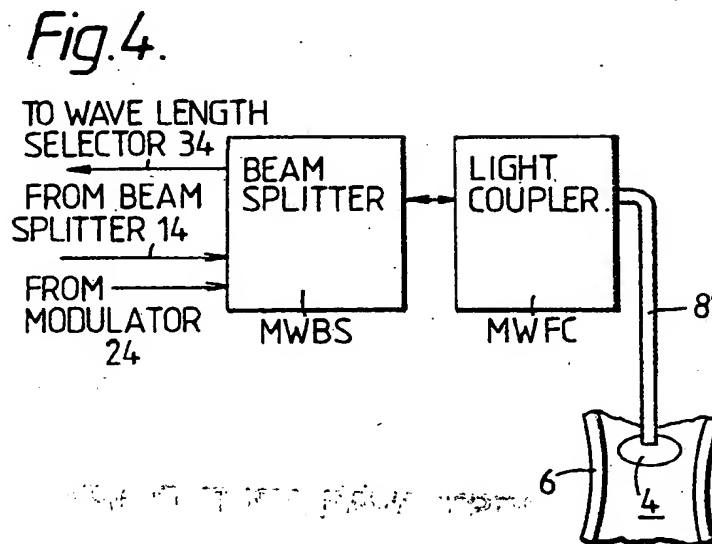 Fig.4.
TO WAVE LENGTH
SELECTOR 34
FROM BEAM
SPLITTER 14
FROM
MODULATOR
24
BEAM
SPLITTER
MWBS
LIGHT
COUPLER.
MWFC
8
6
4